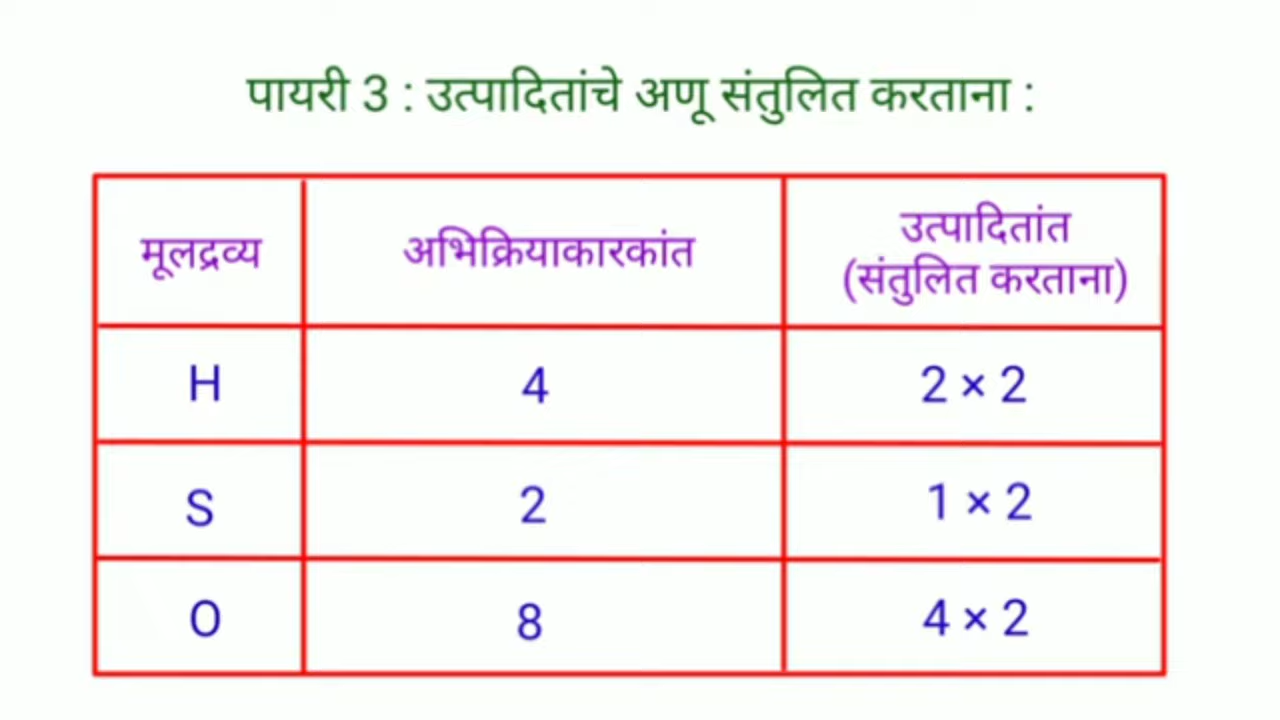 पायरी 3 : उत्पादितांचे अणू संतुलित करताना :
मूलद्रव्य अभिक्रियाकारकांत उत्पादितांत
(संतुलित करताना)
H 4 2 × 2
S 2 1 × 2
O 8 4 × 2